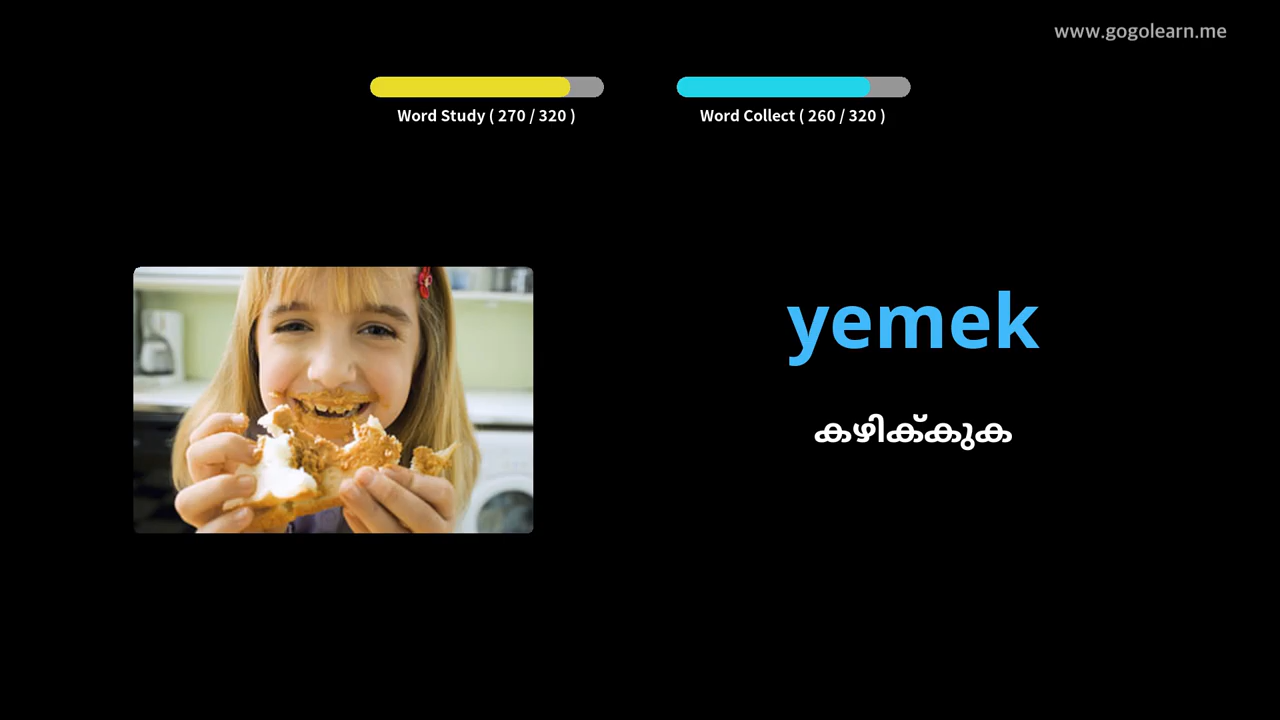 www.gogolearn.me
Word Study ( 270 / 320 )
Word Collect ( 260 / 320 )
yemek
കഴിക്കുക